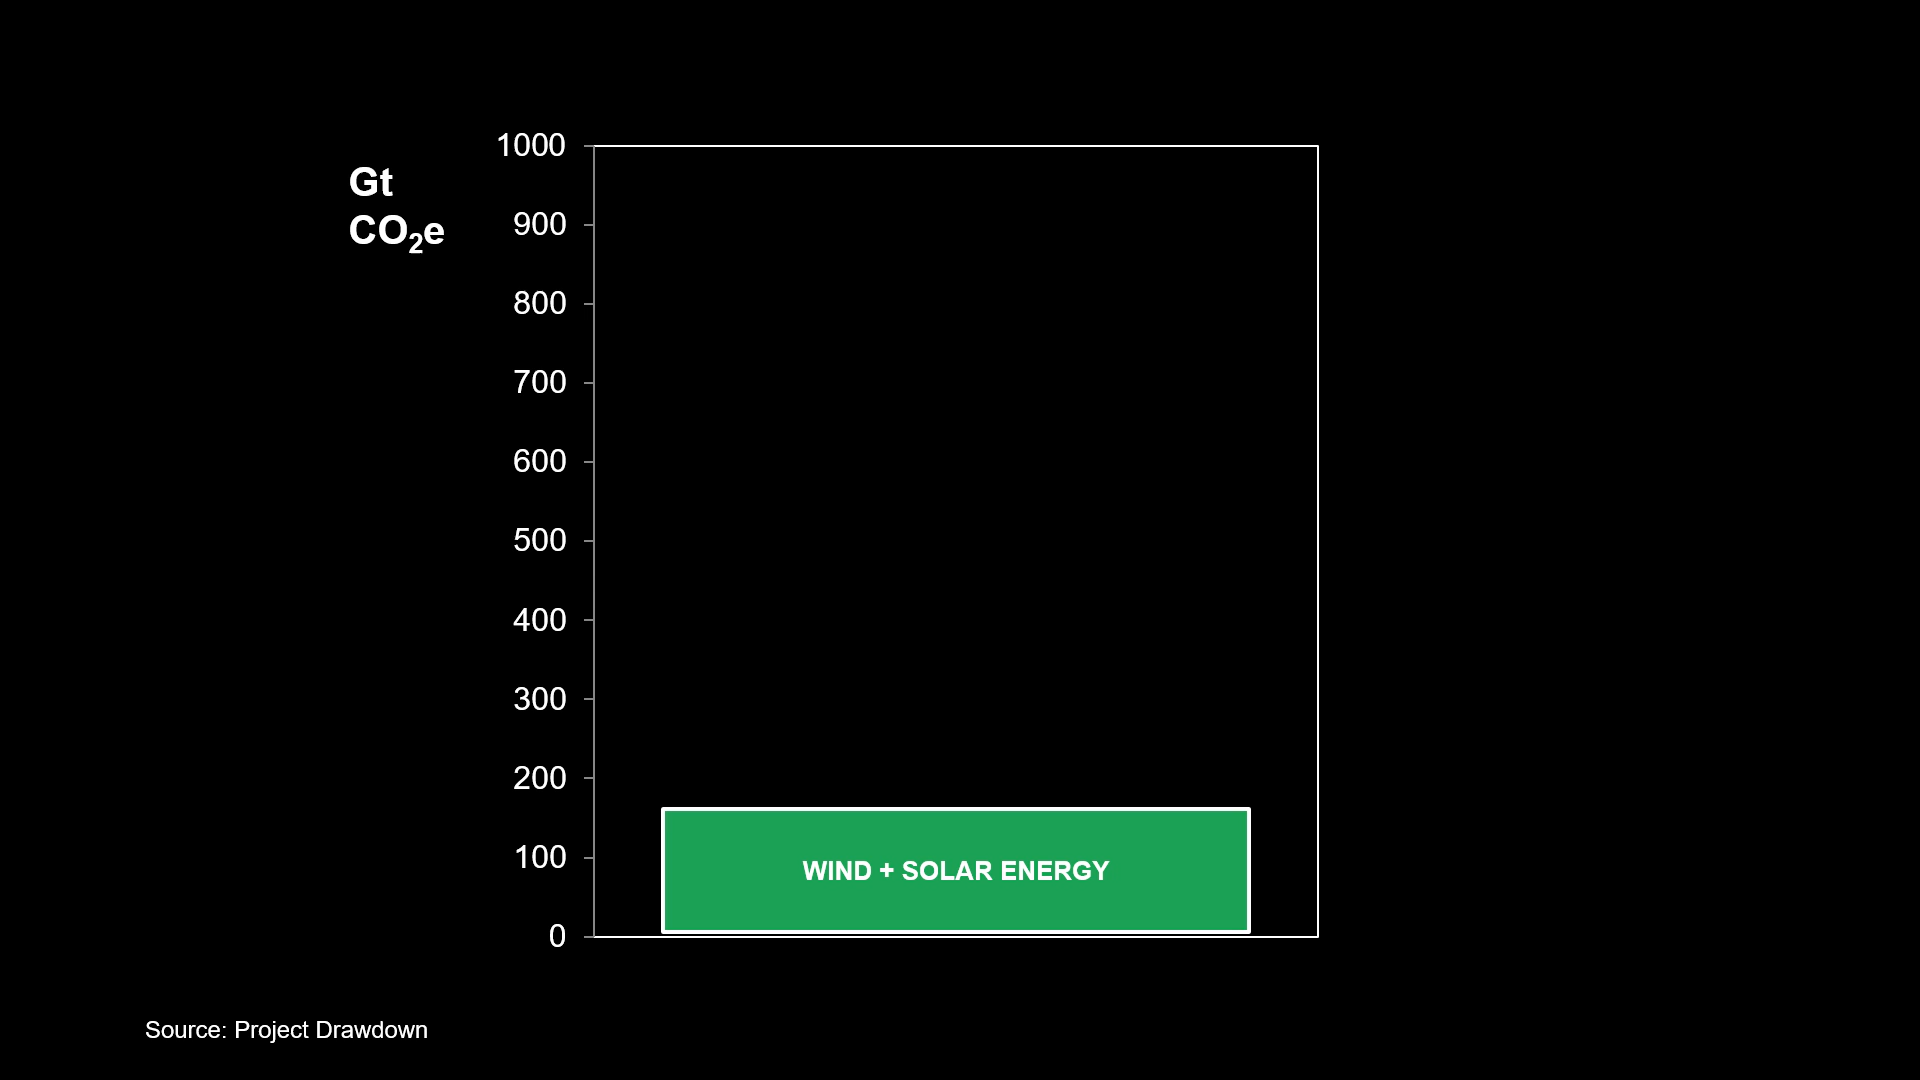 1000
Gt
CO₂e
900
800
700
600
500
400
300
200
100
WIND + SOLAR ENERGY
0
Source: Project Drawdown